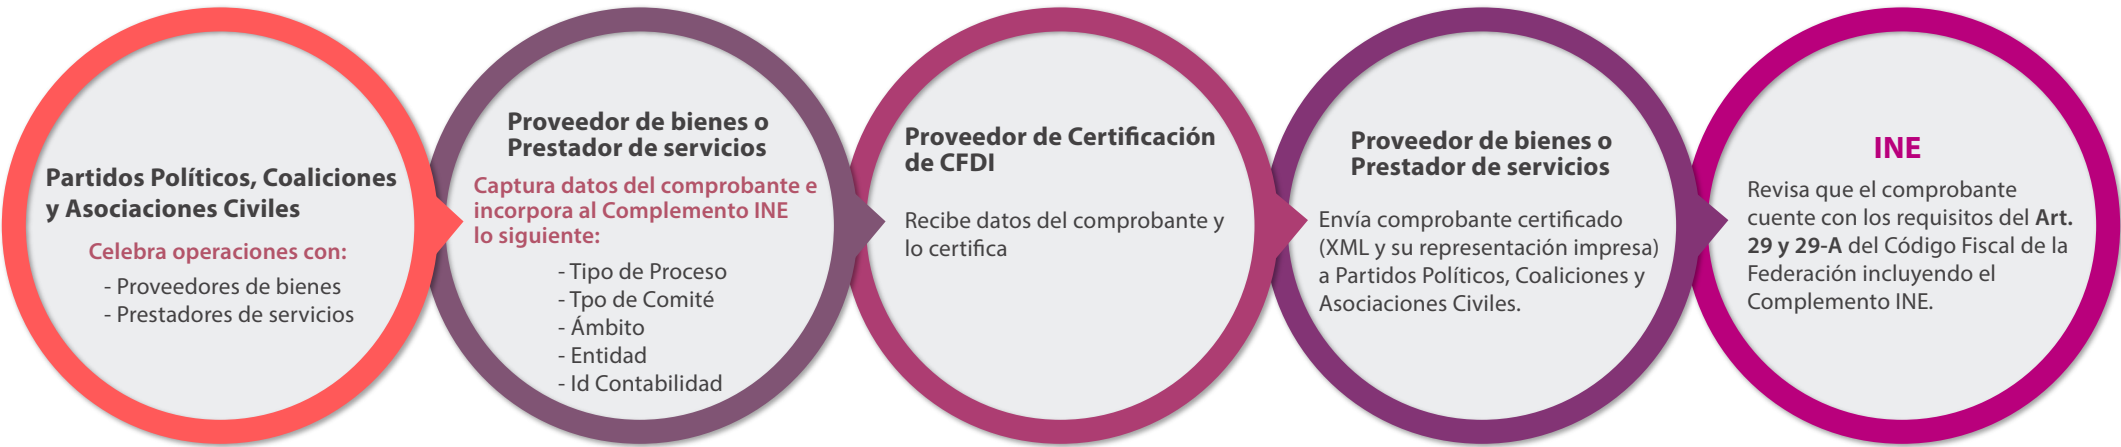 Partidos Políticos, Coaliciones
y Asociaciones Civiles
Celebra operaciones con:
- Proveedores de bienes
- Prestadores de servicios
Proveedor de bienes o
Prestador de servicios
Captura datos del comprobante e
incorpora al Complemento INE
lo siguiente:
- Tipo de Proceso
- Tpo de Comité
- Ámbito
- Entidad
- Id Contabilidad
Proveedor de Certificación
de CFDI
Recibe datos del comprobante y
lo certifica
Proveedor de bienes o
Prestador de servicios
Envía comprobante certificado
(XML y su representación impresa)
a Partidos Políticos, Coaliciones y
Asociaciones Civiles.
INE
Revisa que el comprobante
cuente con los requisitos del Art.
29 y 29-A del Código Fiscal de la
Federación incluyendo el
Complemento INE.